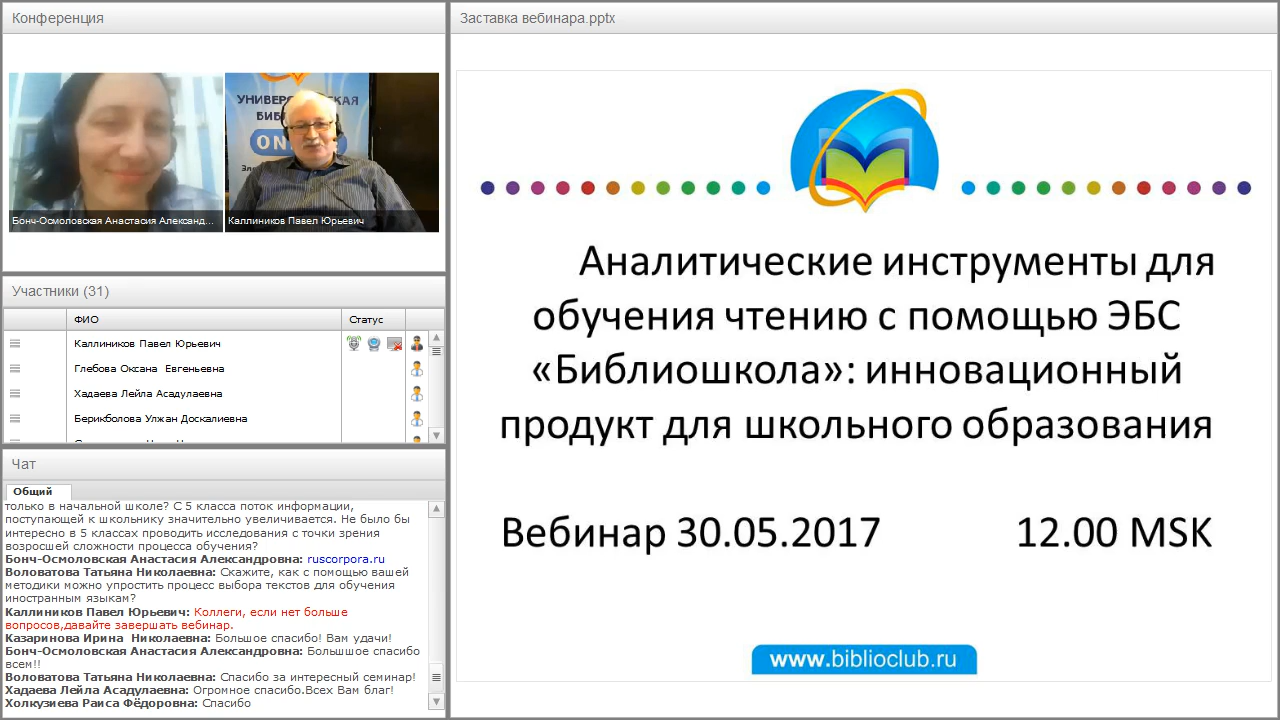 Конференция
УНИВЕР
СКАЯ
БИБ
ON
Бонч-Осмоловская Анастасия Александ...
Каллиников Павел Юрьевич
Участники (31)
ФИО
Статус
Каллиников Павел Юрьевич
Глебова Оксана Евгеньевна
Хадаева Лейла Асадулаевна
Берикболова Улжан Доскалиевна
Чат
Общий
только в начальной школе? С 5 класса поток информации,
поступающей к школьнику значительно увеличивается. Не было бы
интересно в 5 классах проводить исследования с точки зрения
возросшей сложности процесса обучения?
Бонч-Осмоловская Анастасия Александровна: ruscorpora.ru
Воловатова Татьяна Николаевна: Скажите, как с помощью вашей
методики можно упростить процесс выбора текстов для обучения
иностранным языкам?
Каллиников Павел Юрьевич: Коллеги, если нет больше
вопросов,давайте завершать вебинар.
Казаринова Ирина Николаевна: Большое спасибо! Вам удачи!
Бонч-Осмоловская Анастасия Александровна: Большшое спасибо
всем!!
Воловатова Татьяна Николаевна: Спасибо за интересный семинар!
Хадаева Лейла Асадулаевна: Огромное спасибо.Всех Вам благ!
Холкузиева Раиса Фёдоровна: Спасибо
Заставка вебинара.pptx
Аналитические инструменты для
обучения чтению с помощью ЭБС
«Библиошкола»: инновационный
продукт для школьного образования
Вебинар 30.05.2017 12.00 MSK
www.biblioclub.ru